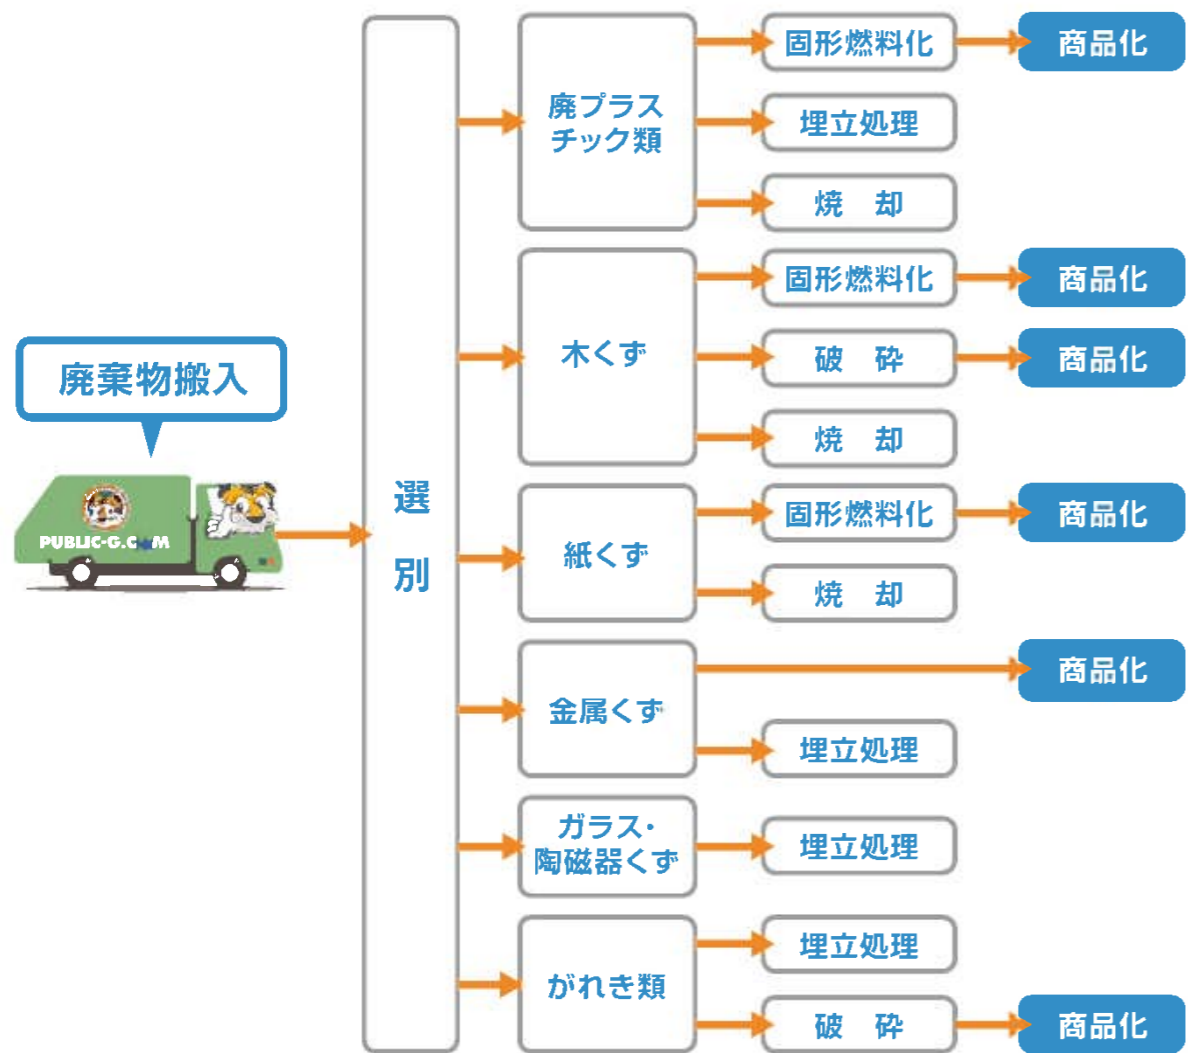 廃棄物搬入
PUBLIC-G.COM
選別
廃プラス
チック類
固形燃料化
商品化
埋立処理
焼 却
木くず
固形燃料化
商品化
破 砕
商品化
焼 却
紙くず
固形燃料化
商品化
焼 却
金属くず
商品化
埋立処理
ガラス・
陶磁器くず
埋立処理
がれき類
埋立処理
破 砕
商品化